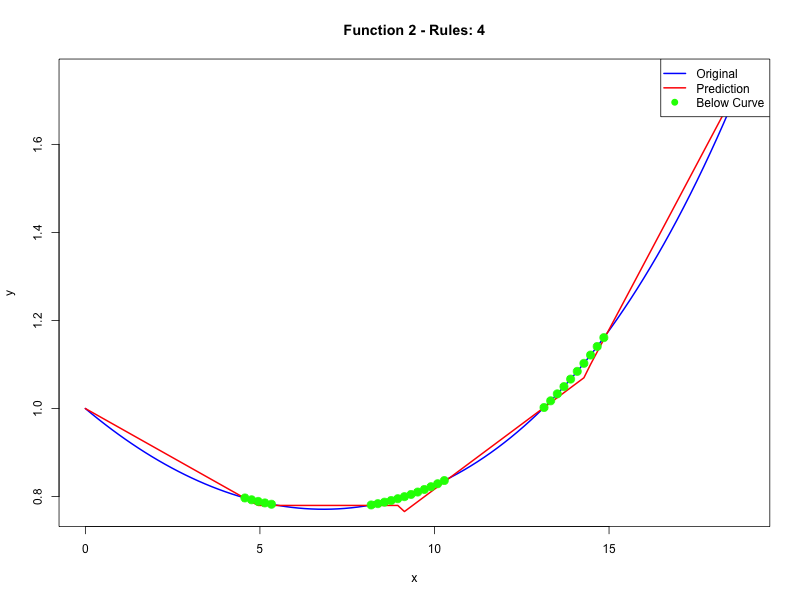 Function 2 - Rules: 4
Original
Prediction
Below Curve
1.6
1.4
1.2
1.0
0.8
y
0 5 10 15
x